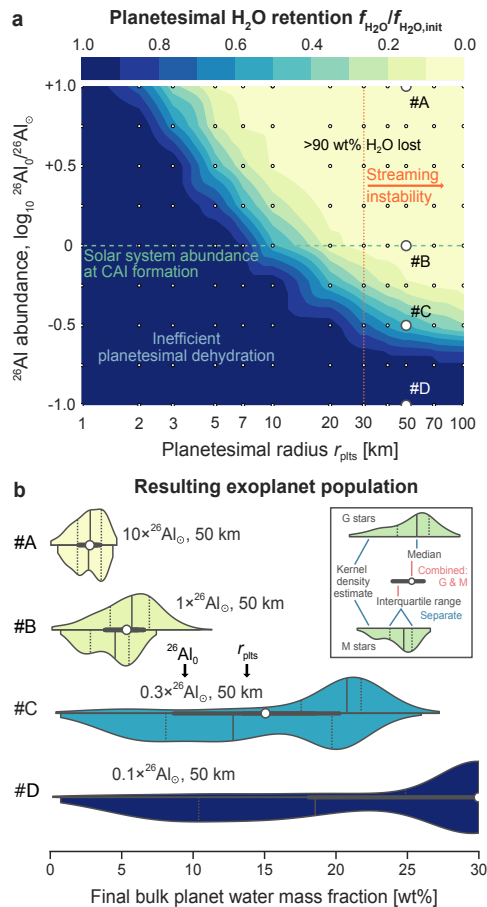 a
Planetesimal H₂O retention f_H₂O/f_H₂O,init
1.0 0.8 0.6 0.4 0.2 0.0
²⁶Al abundance, log₁₀ ²⁶Al₀/²⁶Al☉
+1.0
+0.5
0
-0.5
-1.0
#A
>90 wt% H₂O lost
Streaming
instability
#B
Solar system abundance
at CAI formation
#C
Inefficient
planetesimal dehydration
#D
1 2 3 5 7 10 20 30 50 70 100
Planetesimal radius r_plts [km]
b
Resulting exoplanet population
#A
10×²⁶Al☉, 50 km
G stars
Median
Kernel
density
estimate
Combined:
G & M
Interquartile range
Separate
M stars
#B
1×²⁶Al☉, 50 km
²⁶Al₀ r_plts
#C
0.3×²⁶Al☉, 50 km
#D
0.1×²⁶Al☉, 50 km
0 5 10 15 20 25 30
Final bulk planet water mass fraction [wt%]